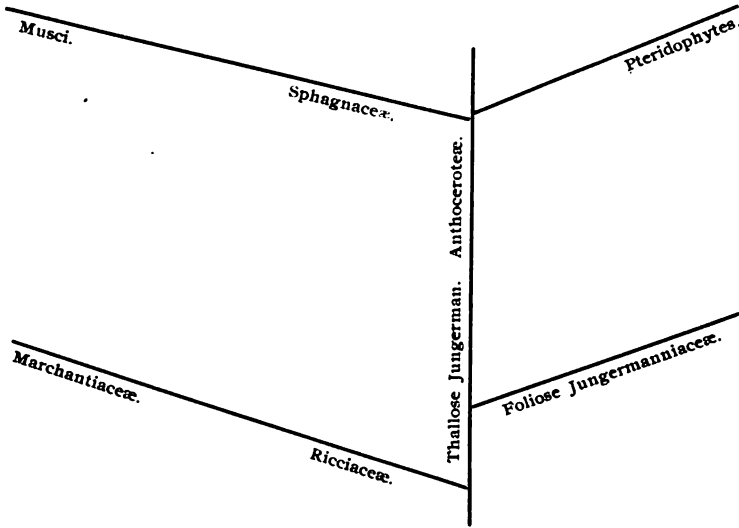 Musci.
Pteridophytes.
Sphagnaceæ.
Anthoceroteæ.
Thallose Jungerman.
Marchantiaceæ.
Foliose Jungermanniaceæ.
Ricciaceæ.